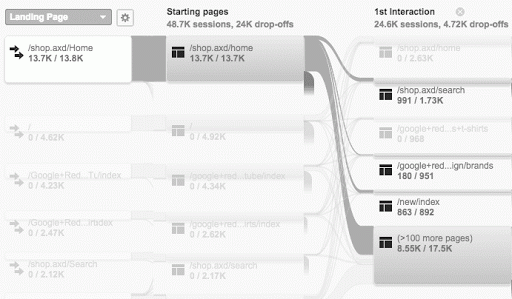 Landing Page
Starting pages
48.7K sessions, 24K drop-offs
1st Interaction
24.6K sessions, 4.72K drop-offs
/shop.axd/Home
13.7K / 13.8K
/shop.axd/home
13.7K / 13.7K
/shop.axd/home
0 / 2.63K
/shop.axd/search
991 / 1.73K
/
0 / 4.62K
/
0 / 4.92K
/google+red...s+t-shirts
0 / 968
/Google+Red...Tu/index
0 / 4.23K
/google+red...tube/index
0 / 4.34K
/google+red...ign/brands
180 / 951
/Google+Red...
0 / 2.47K
/google+red.../index
0 / 2.62K
/new/index
863 / 892
/shop.axd/Search
0 / 2.12K
/shop.axd/search
0 / 2.17K
(>100 more pages)
8.55K / 17.5K